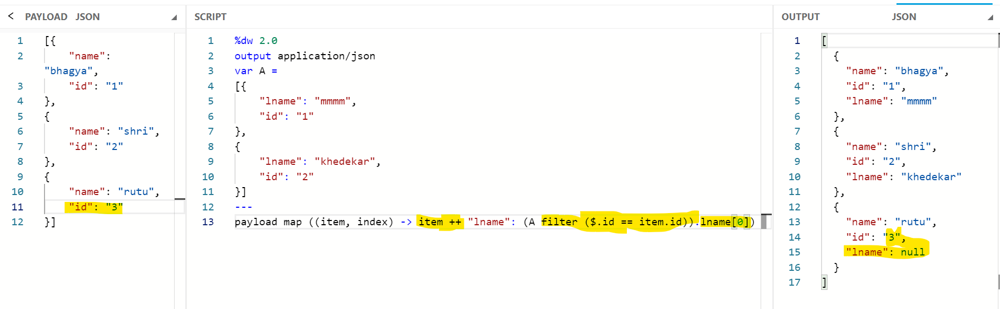 < PAYLOAD JSON
1 [{
2 "name":
"bhagya",
3 "id": "1"
4 },
5 {
6 "name": "shri",
7 "id": "2"
8 },
9 {
10 "name": "rutu",
11 "id": "3"
12 }]
SCRIPT
1 %dw 2.0
2 output application/json
3 var A =
4 [{
5 "lname": "mmmm",
6 "id": "1"
7 },
8 {
9 "lname": "khedekar",
10 "id": "2"
11 }]
12 ---
13 payload map ((item, index) -> item ++ "lname": (A filter ($.id == item.id)).lname[0])
OUTPUT JSON
1 [
2 {
3 "name": "bhagya",
4 "id": "1",
5 "lname": "mmmm"
6 },
7 {
8 "name": "shri",
9 "id": "2",
10 "lname": "khedekar"
11 },
12 {
13 "name": "rutu",
14 "id": "3",
15 "lname": null
16 }
17 ]